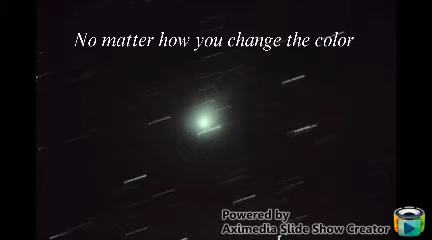 No matter how you change the color
Powered by
Aximedia Slide Show Creator